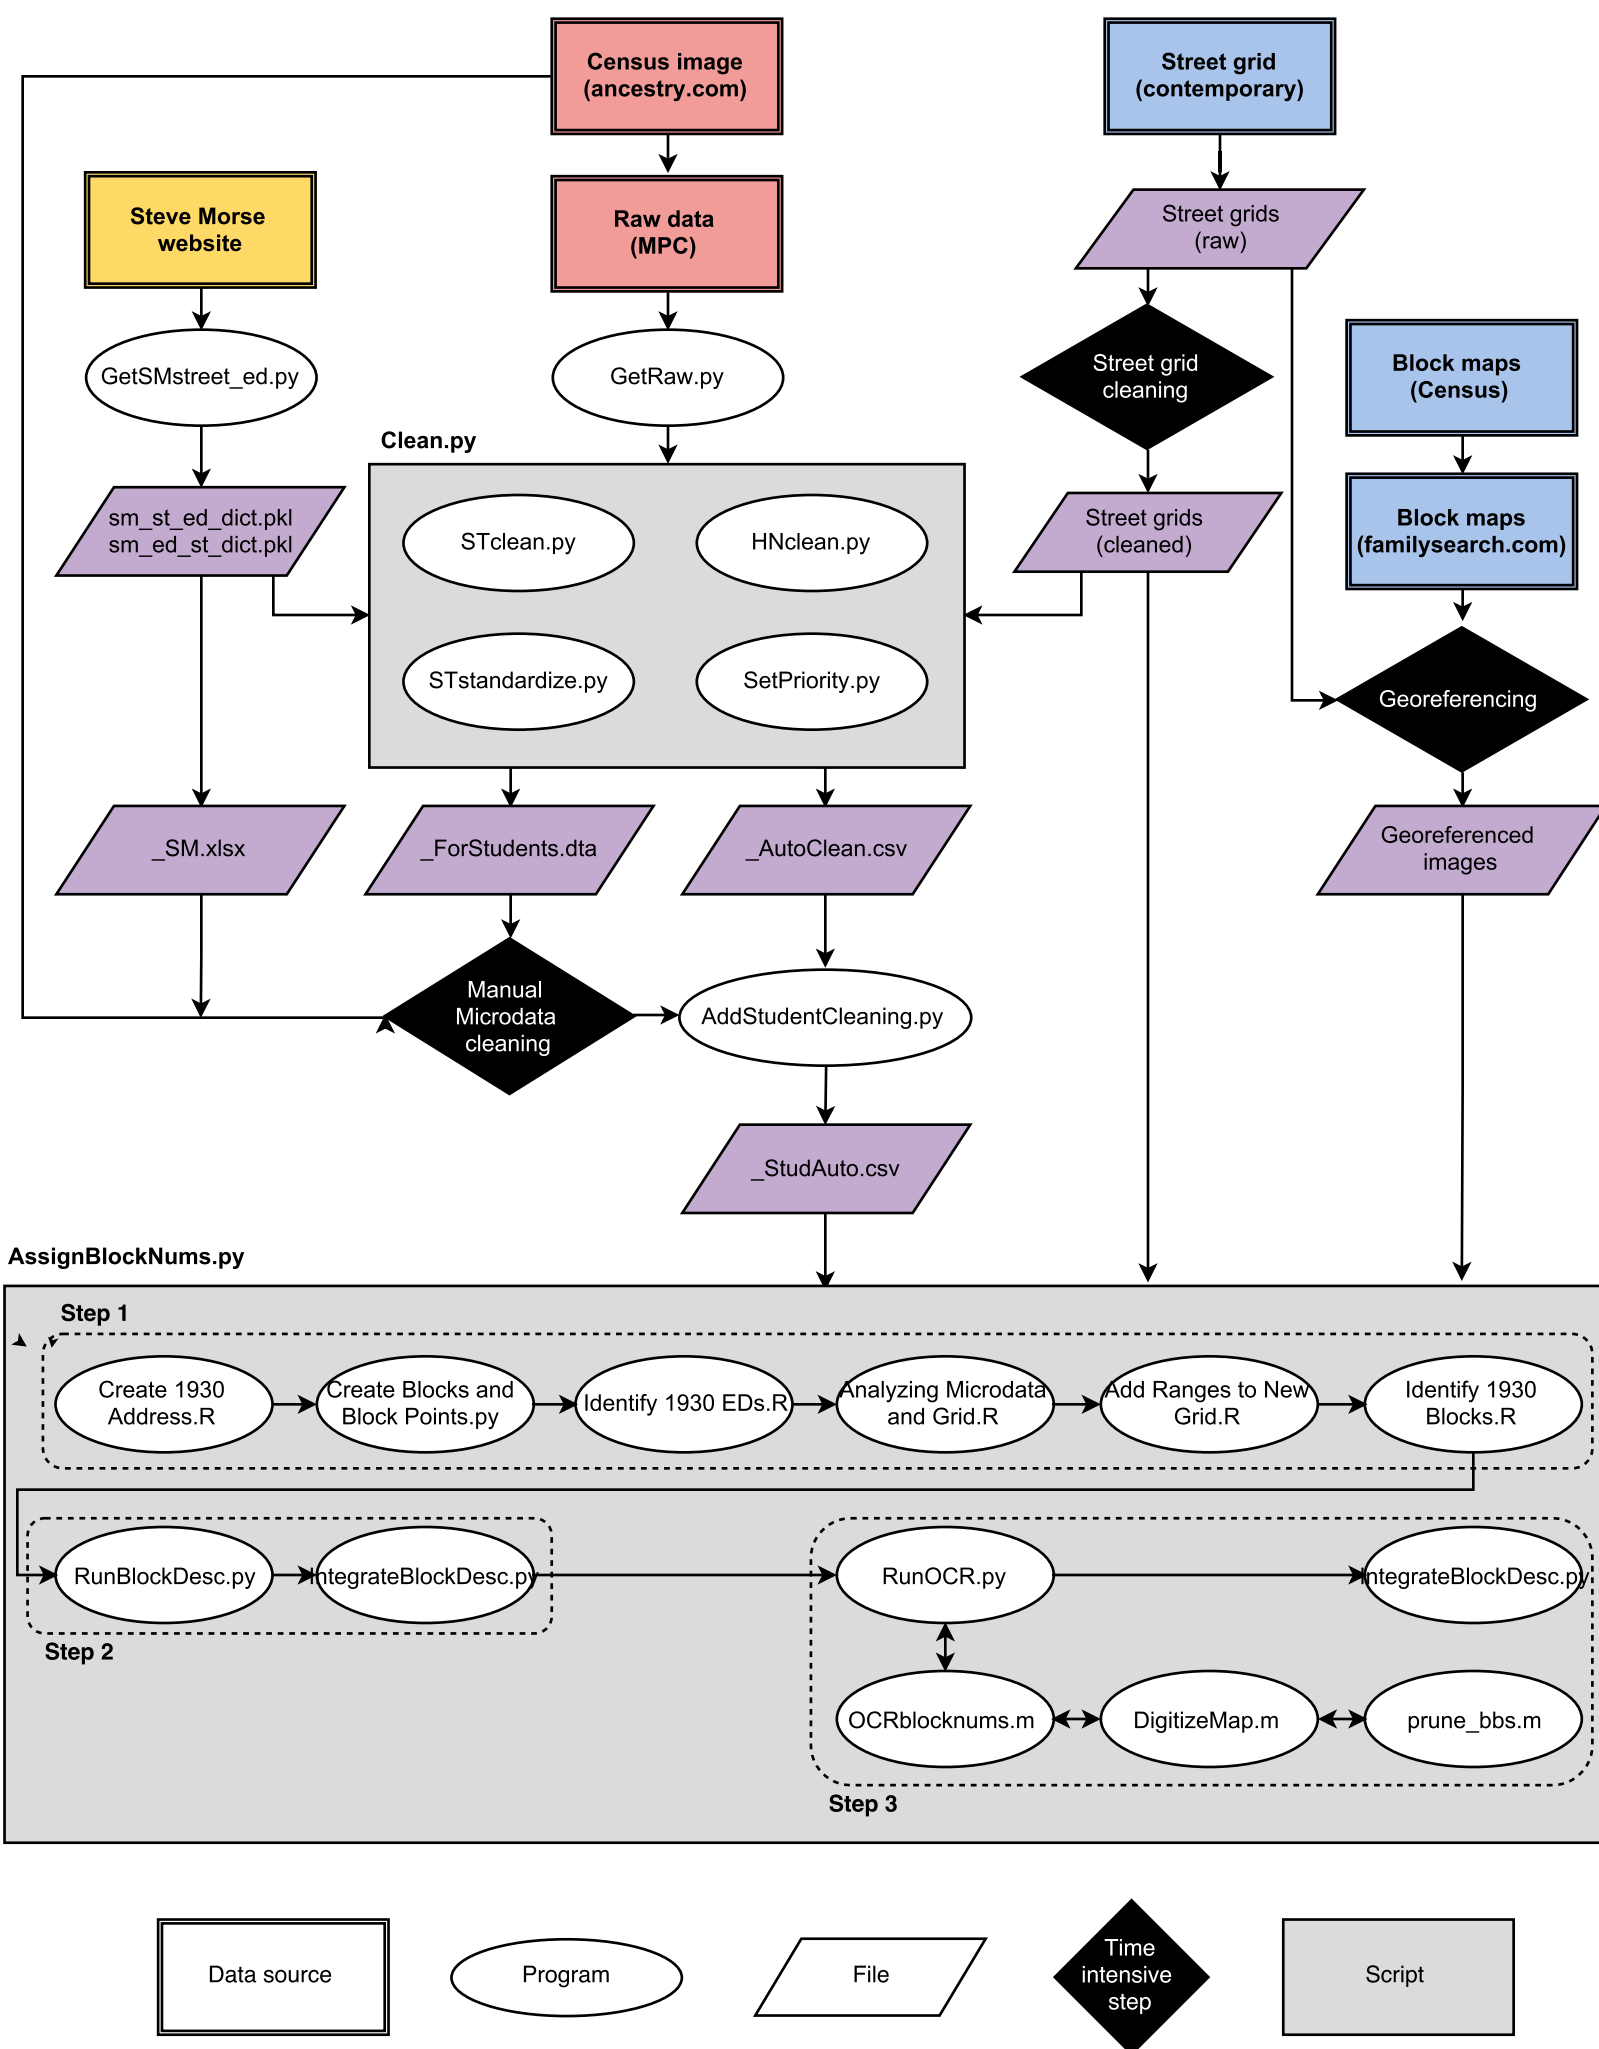 Census image
(ancestry.com)
Street grid
(contemporary)
Steve Morse
website
Raw data
(MPC)
Street grids
(raw)
GetSMstreet_ed.py
GetRaw.py
Street grid
cleaning
Block maps
(Census)
Clean.py
sm_st_ed_dict.pkl
sm_ed_st_dict.pkl
STclean.py
HNclean.py
Street grids
(cleaned)
Block maps
(familysearch.com)
STstandardize.py
SetPriority.py
Georeferencing
_SM.xlsx
_ForStudents.dta
_AutoClean.csv
Georeferenced
images
Manual
Microdata
cleaning
AddStudentCleaning.py
_StudAuto.csv
AssignBlockNums.py
Step 1
Create 1930
Address.R
Create Blocks and
Block Points.py
Identify 1930 EDs.R
Analyzing Microdata
and Grid.R
Add Ranges to New
Grid.R
Identify 1930
Blocks.R
RunBlockDesc.py
IntegrateBlockDesc.py
RunOCR.py
IntegrateBlockDesc.py
Step 2
OCRblocknums.m
DigitizeMap.m
prune_bbs.m
Step 3
Data source
Program
File
Time
intensive
step
Script